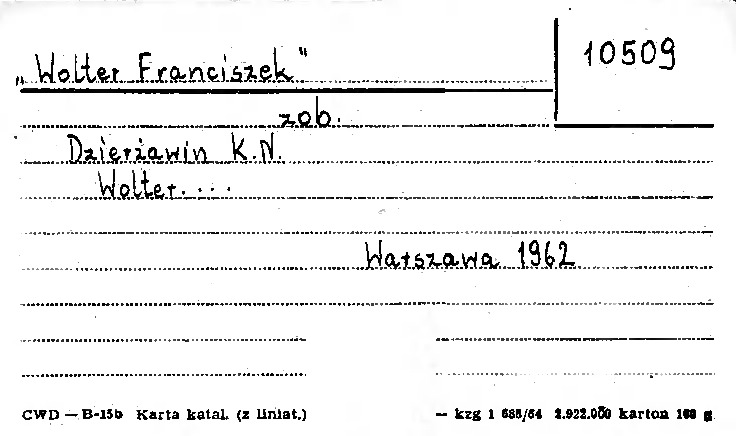 „Wolter Franciszek"
10509
zob.
Dzierżawin K.N.
Wolter....
Warszawa 1962
CWD — B-15b Karta katal. (z liniat.)
— kzg 1 688/64 2.922.000 karton 160 g